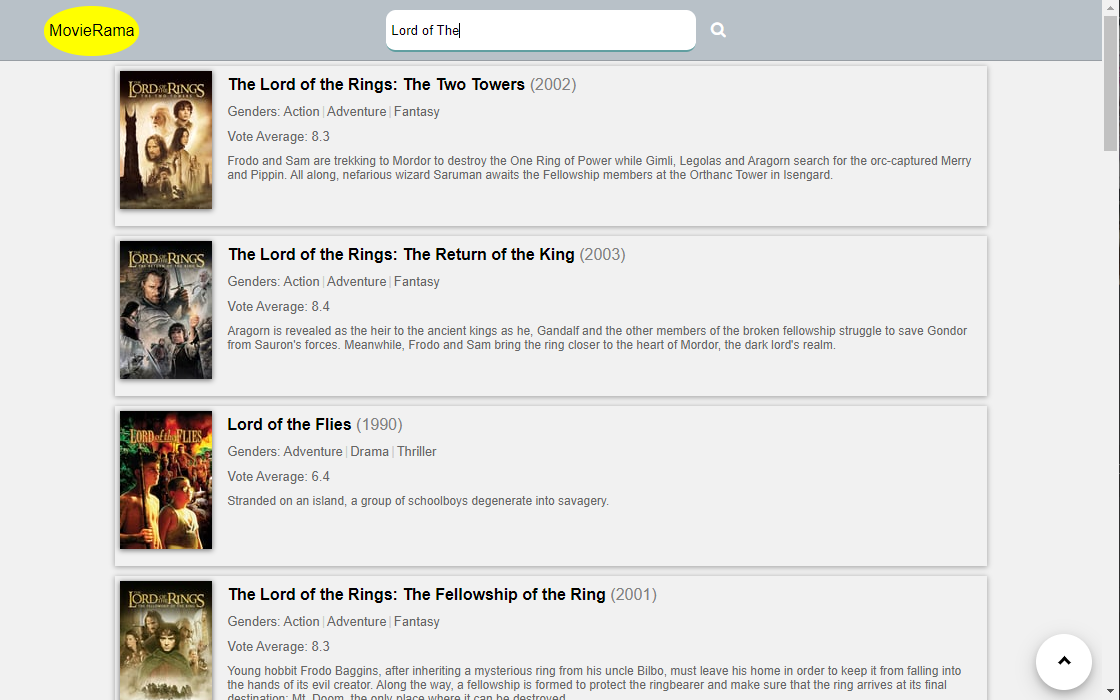 MovieRama
Lord of The
THE LORD OF THE RINGS
THE TWO TOWERS
The Lord of the Rings: The Two Towers (2002)
Genders: Action | Adventure | Fantasy
Vote Average: 8.3
Frodo and Sam are trekking to Mordor to destroy the One Ring of Power while Gimli, Legolas and Aragorn search for the orc-captured Merry
and Pippin. All along, nefarious wizard Saruman awaits the Fellowship members at the Orthanc Tower in Isengard.
THE LORD OF THE RINGS
THE RETURN OF THE KING
The Lord of the Rings: The Return of the King (2003)
Genders: Action | Adventure | Fantasy
Vote Average: 8.4
Aragorn is revealed as the heir to the ancient kings as he, Gandalf and the other members of the broken fellowship struggle to save Gondor
from Sauron's forces. Meanwhile, Frodo and Sam bring the ring closer to the heart of Mordor, the dark lord's realm.
LORD of the FLIES
Lord of the Flies (1990)
Genders: Adventure | Drama | Thriller
Vote Average: 6.4
Stranded on an island, a group of schoolboys degenerate into savagery.
THE LORD OF THE RINGS
THE FELLOWSHIP OF THE RING
The Lord of the Rings: The Fellowship of the Ring (2001)
Genders: Action | Adventure | Fantasy
Vote Average: 8.3
Young hobbit Frodo Baggins, after inheriting a mysterious ring from his uncle Bilbo, must leave his home in order to keep it from falling into
the hands of its evil creator. Along the way, a fellowship is formed to protect the ringbearer and make sure that the ring arrives at its final
destination: Mt. Doom, the only place where it can be destroyed.